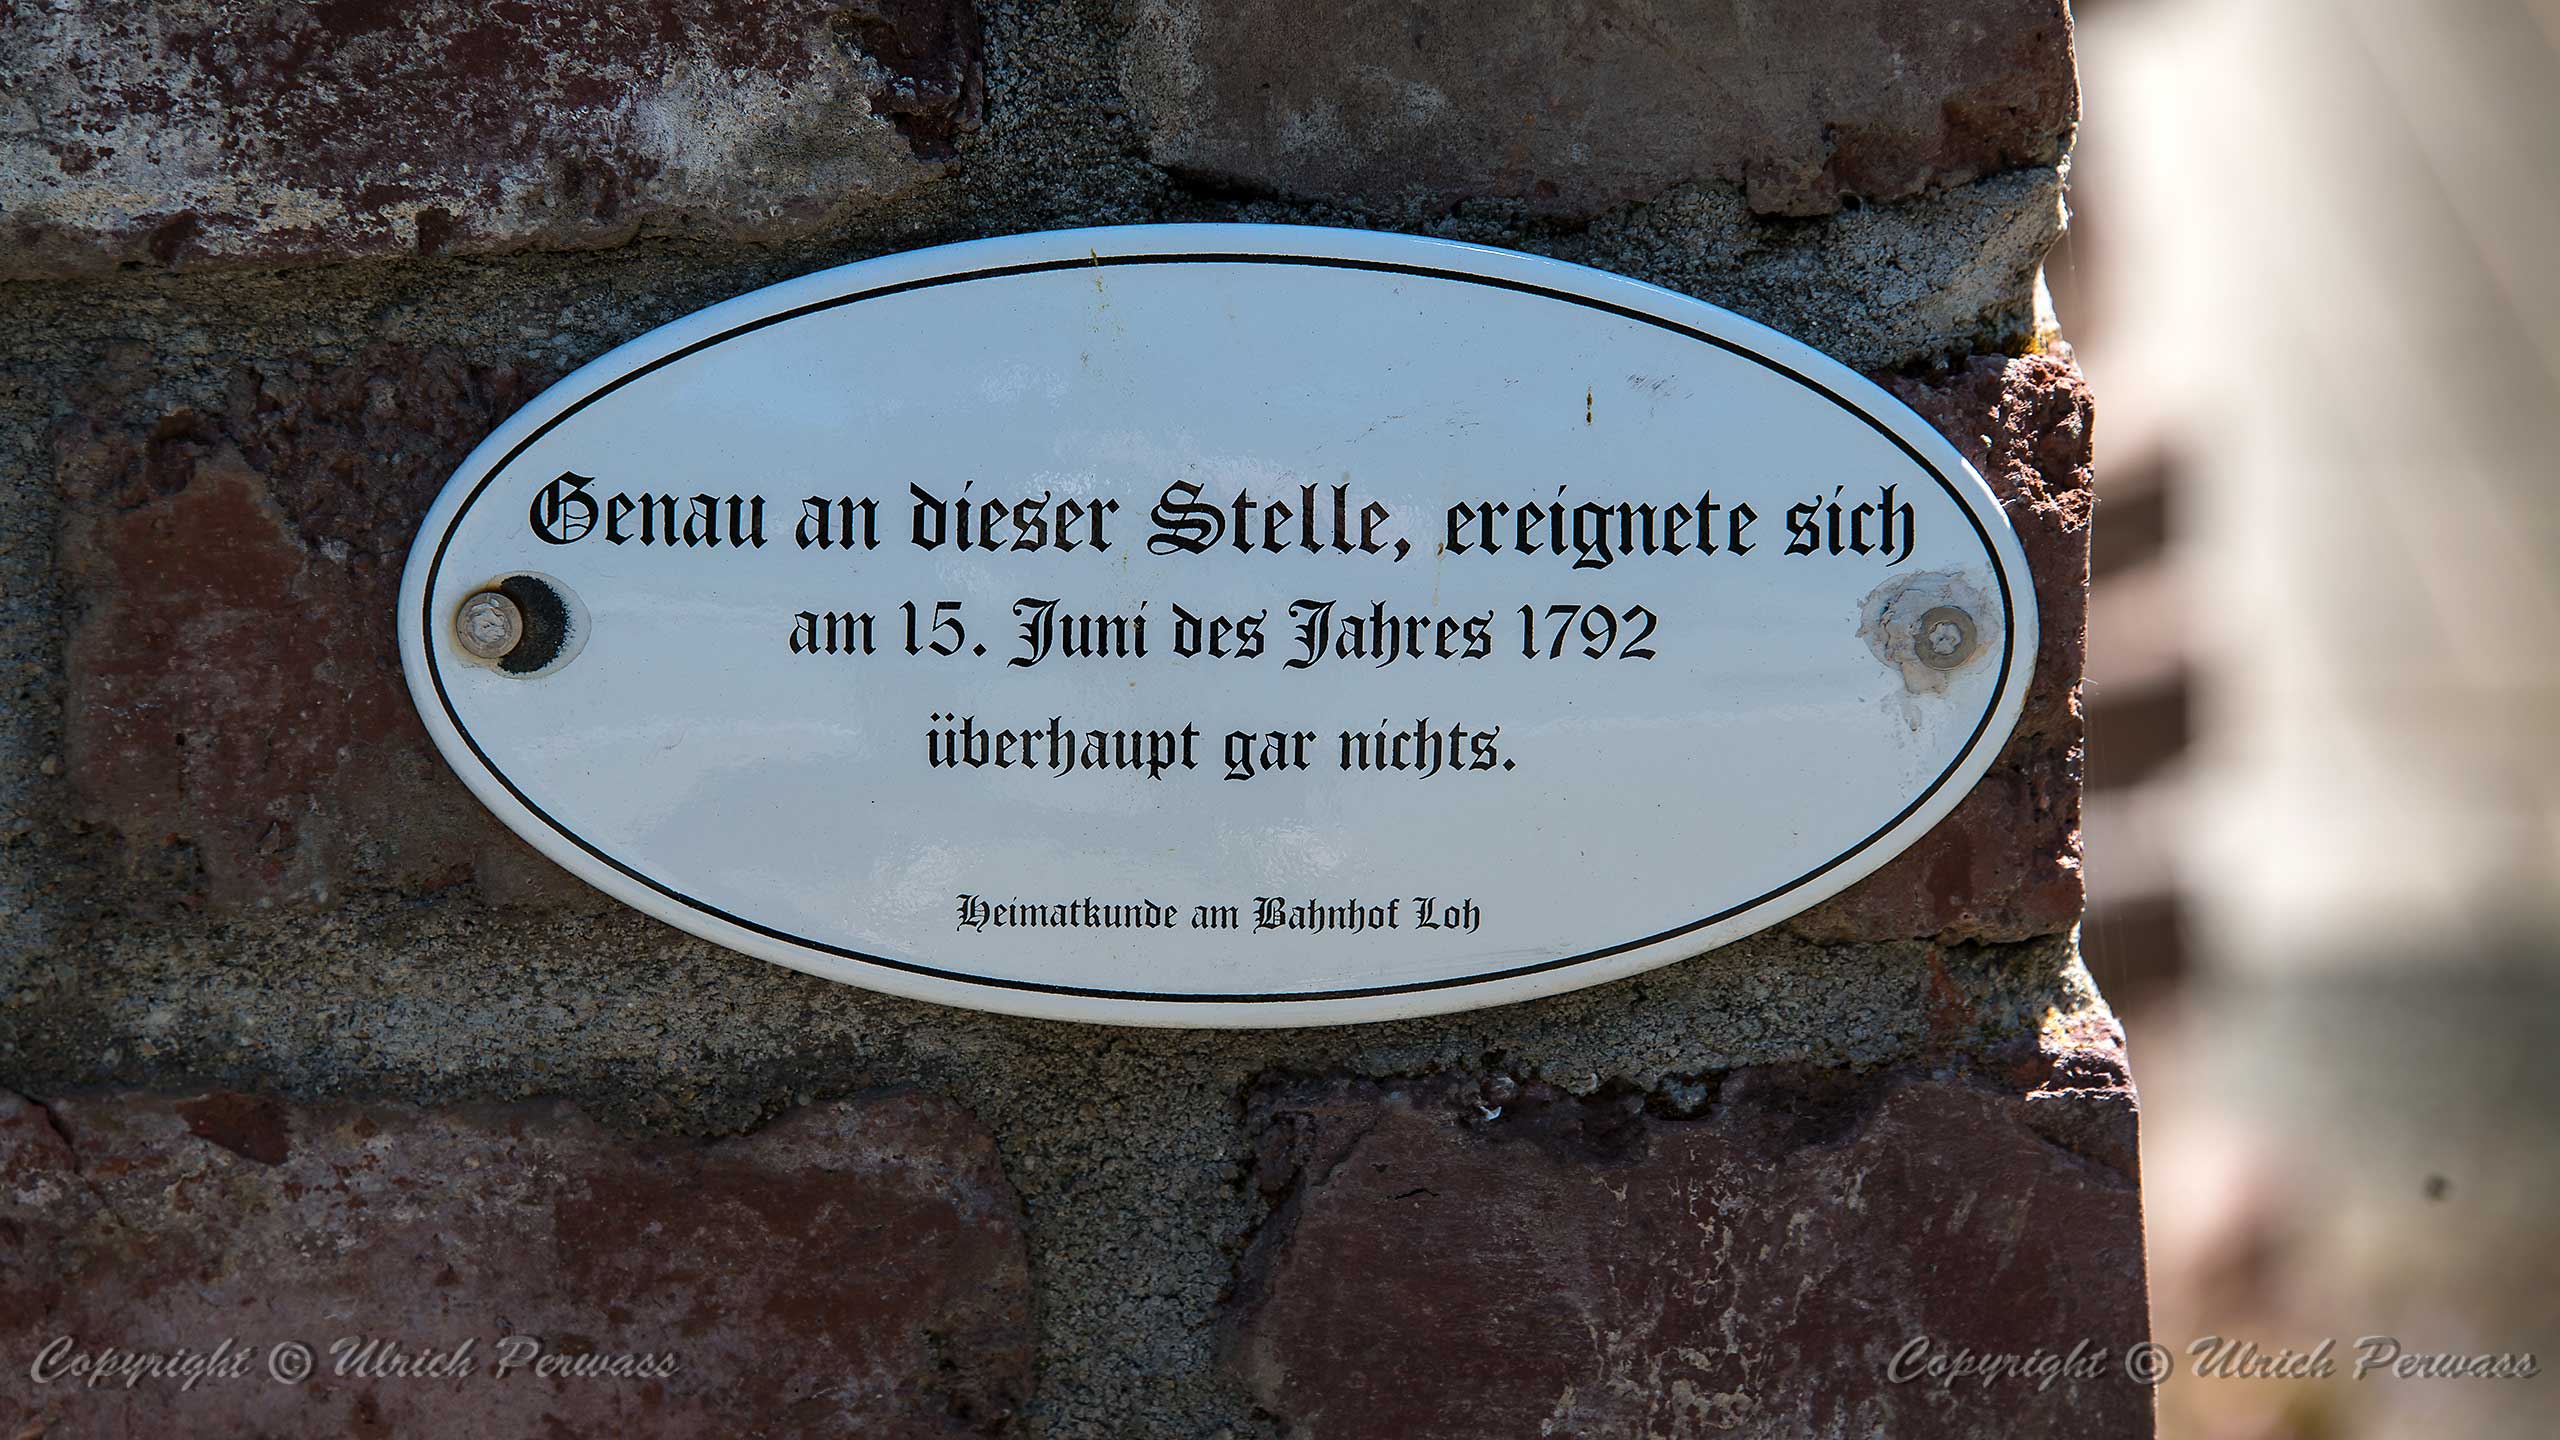 Genau an dieser Stelle, ereignete sich
am 15. Juni des Jahres 1792
überhaupt gar nichts.
Heimatkunde am Bahnhof Loh
Copyright © Ulrich Perwass
Copyright © Ulrich Perwass